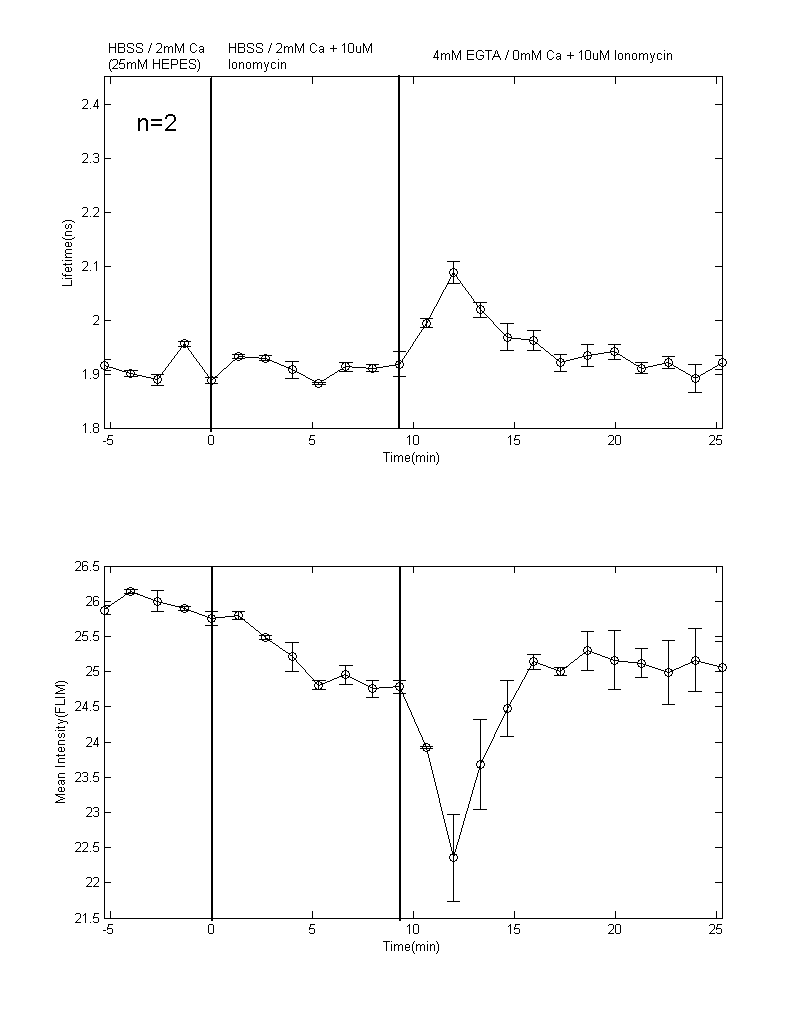 HBSS / 2mM Ca
(25mM HEPES)
HBSS / 2mM Ca + 10uM
Ionomycin
4mM EGTA / 0mM Ca + 10uM Ionomycin
n=2
2.4
2.3
2.2
2.1
2
1.9
1.8
Lifetime(ns)
-5 0 5 10 15 20 25
Time(min)
26.5
26
25.5
25
24.5
24
23.5
23
22.5
22
21.5
Mean Intensity(FLIM)
-5 0 5 10 15 20 25
Time(min)